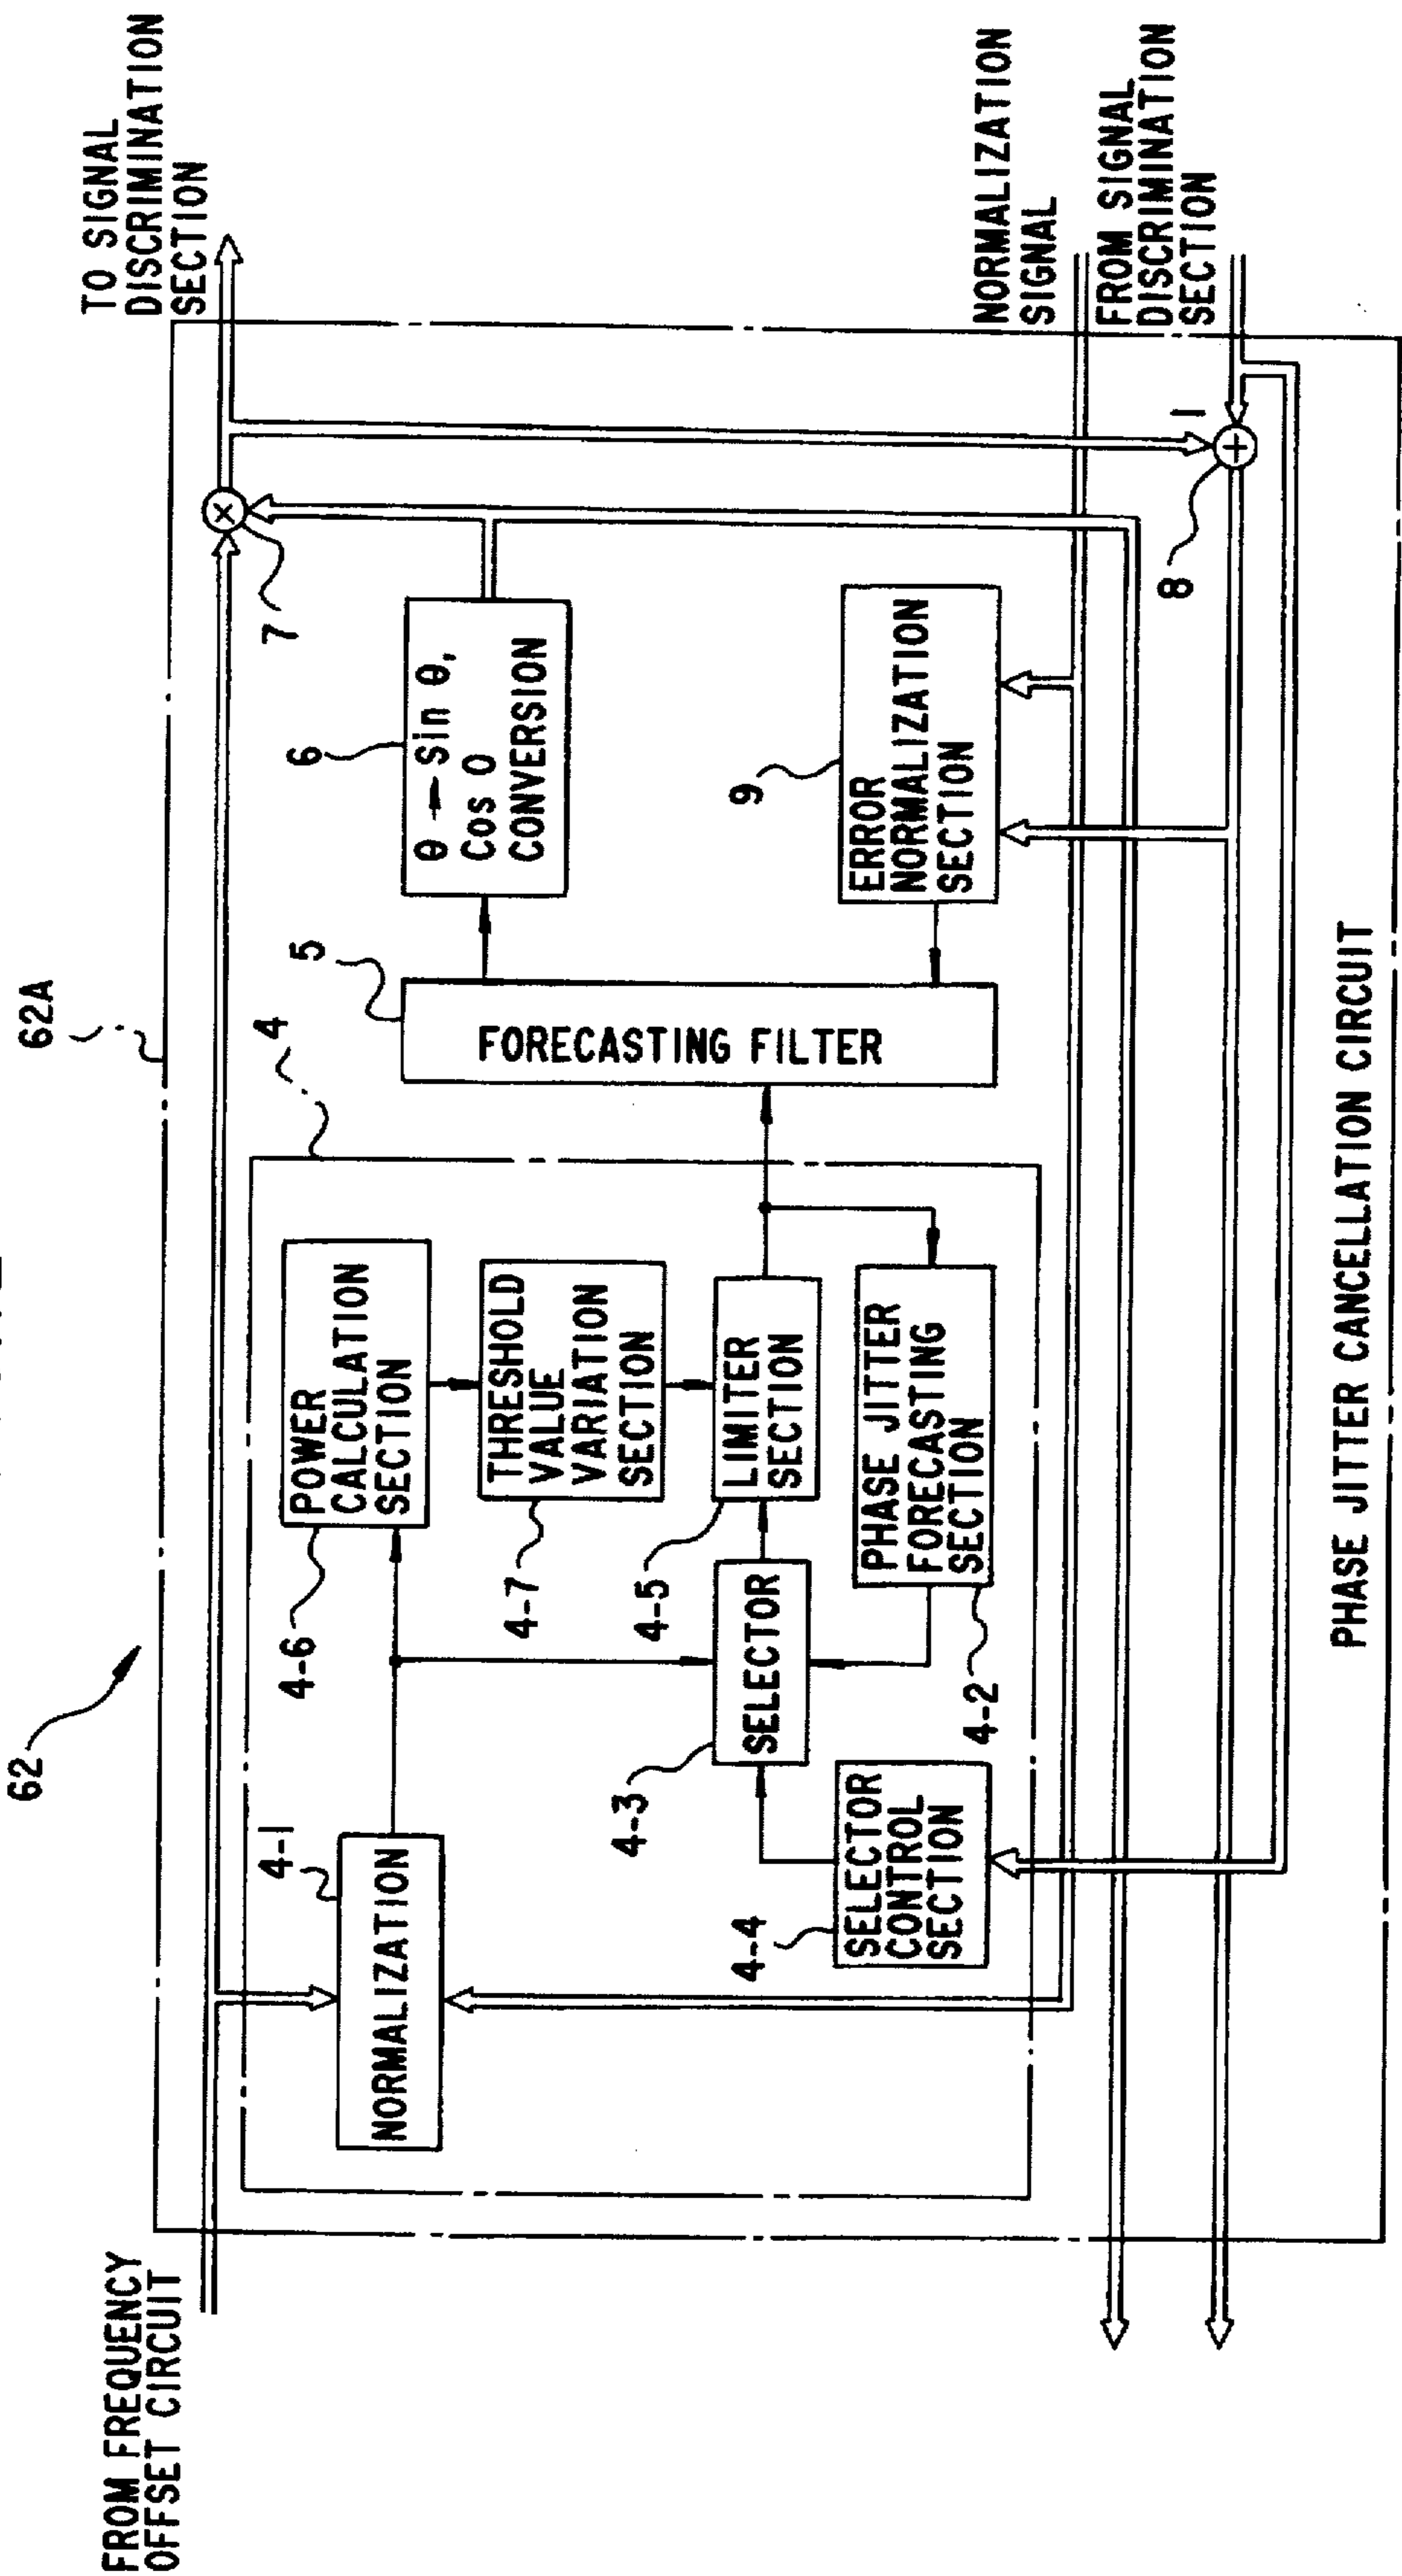 62
62A
FROM FREQUENCY
OFFSET CIRCUIT
TO SIGNAL
DISCRIMINATION
SECTION
4
4-1
NORMALIZATION
4-6
POWER
CALCULATION
SECTION
4-7
THRESHOLD
VALUE
VARIATION
SECTION
4-3
SELECTOR
4-5
LIMITER
SECTION
4-4
SELECTOR
CONTROL
SECTION
4-2
PHASE JITTER
FORECASTING
SECTION
5
FORECASTING FILTER
6
θ → Sin θ,
Cos O
CONVERSION
7
×
9
ERROR
NORMALIZATION
SECTION
NORMALIZATION
SIGNAL
FROM SIGNAL
DISCRIMINATION
SECTION
8
+
PHASE JITTER CANCELLATION CIRCUIT